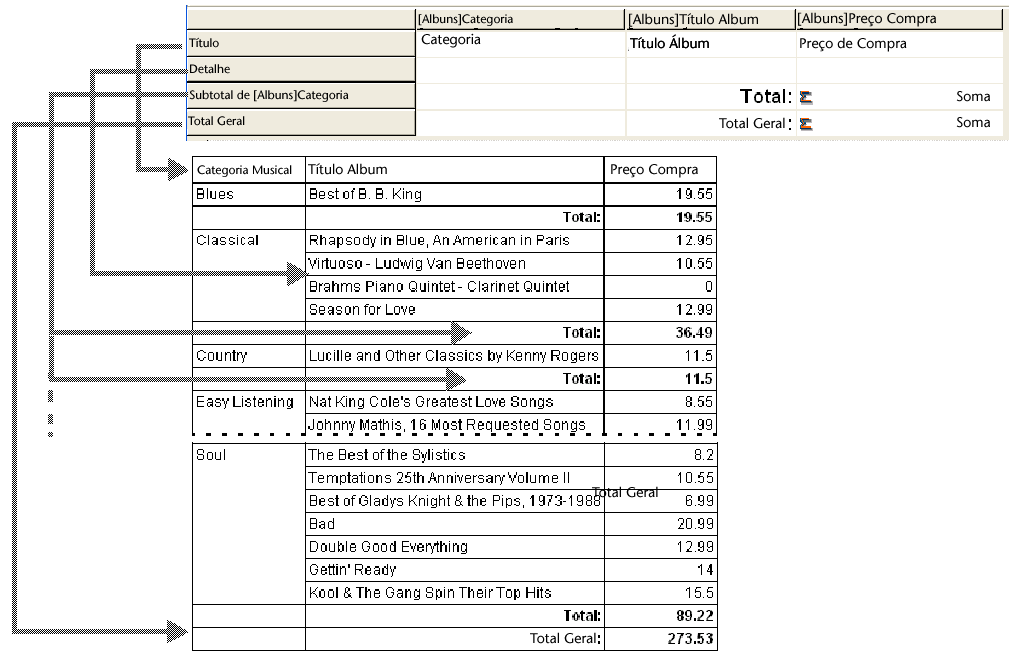 [Albuns]Categoria [Albuns]Título Album [Albuns]Preço Compra
Título Categoria Título Álbum Preço de Compra
Detalhe
Subtotal de [Albuns]Categoria Total: Soma
Total Geral Total Geral: Soma
Categoria Musical Título Album Preço Compra
Blues Best of B. B. King 19.55
Total: 19.55
Classical Rhapsody in Blue, An American in Paris 12.95
Virtuoso - Ludwig Van Beethoven 10.55
Brahms Piano Quintet - Clarinet Quintet 0
Season for Love 12.99
Total: 36.49
Country Lucille and Other Classics by Kenny Rogers 11.5
Total: 11.5
Easy Listening Nat King Cole's Greatest Love Songs 8.55
Johnny Mathis, 16 Most Requested Songs 11.99
Soul The Best of the Sylistics 8.2
Temptations 25th Anniversary Volume II 10.55
Total Geral
Best of Gladys Knight & the Pips, 1973-1988 6.99
Bad 20.99
Double Good Everything 12.99
Gettin' Ready 14
Kool & The Gang Spin Their Top Hits 15.5
Total: 89.22
Total Geral: 273.53